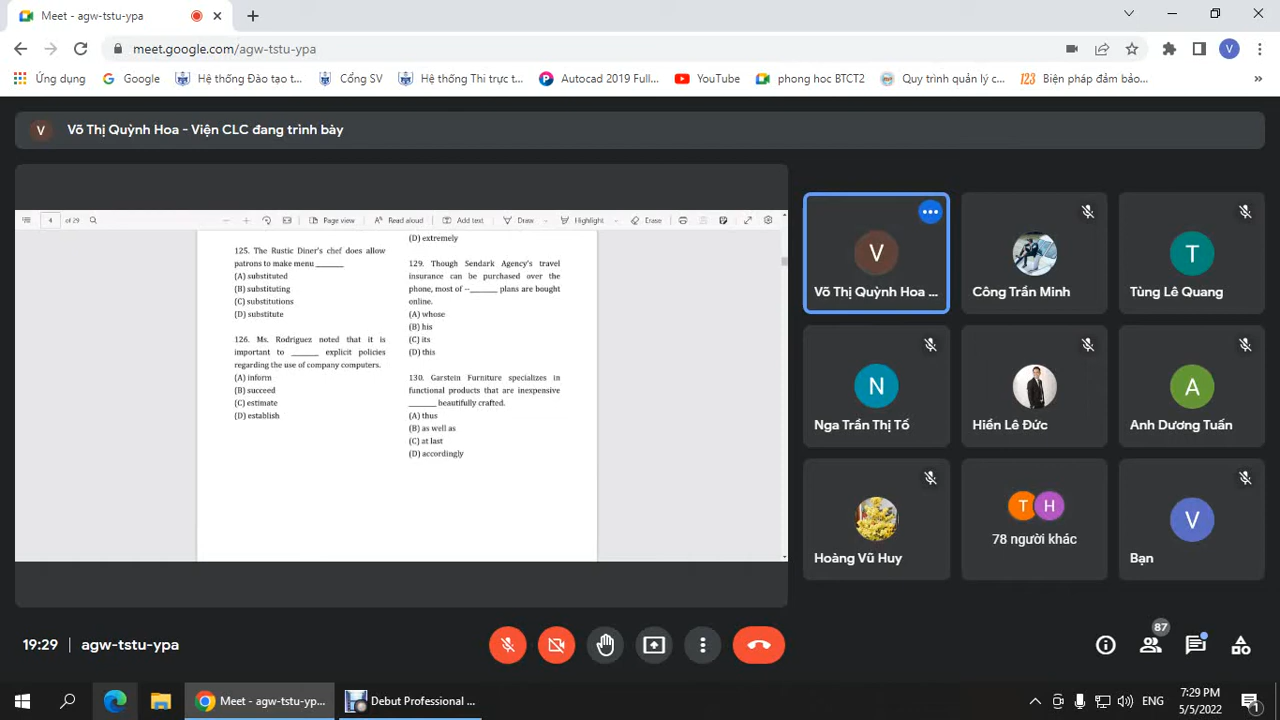 Meet - agw-tstu-ypa
meet.google.com/agw-tstu-ypa
V
Ứng dụng
Google
Hệ thống Đào tạo t...
Cổng SV
Hệ thống Thi trực t...
Autocad 2019 Full...
YouTube
phong hoc BTCT2
Quy trình quản lý c...
123
Biện pháp đảm bảo...
»
V
Võ Thị Quỳnh Hoa - Viện CLC đang trình bày
4
of 29
Page view
Read aloud
Add text
Draw
Highlight
Erase
125. The Rustic Diner's chef does allow
patrons to make menu _______
(A) substituted
(B) substituting
(C) substitutions
(D) substitute
126. Ms. Rodriguez noted that it is
important to _______ explicit policies
regarding the use of company computers.
(A) inform
(B) succeed
(C) estimate
(D) establish
(D) extremely
129. Though Sendark Agency's travel
insurance can be purchased over the
phone, most of --_______ plans are bought
online.
(A) whose
(B) his
(C) its
(D) this
130. Garstein Furniture specializes in
functional products that are inexpensive
_______ beautifully crafted.
(A) thus
(B) as well as
(C) at last
(D) accordingly
V
Võ Thị Quỳnh Hoa ...
Công Trần Minh
T
Tùng Lê Quang
N
Nga Trần Thị Tố
Hiển Lê Đức
A
Anh Dương Tuấn
Hoàng Vũ Huy
T
H
78 người khác
V
Bạn
19:29
agw-tstu-ypa
87
Meet - agw-tstu-yp...
Debut Professional ...
ENG
7:29 PM
5/5/2022
1